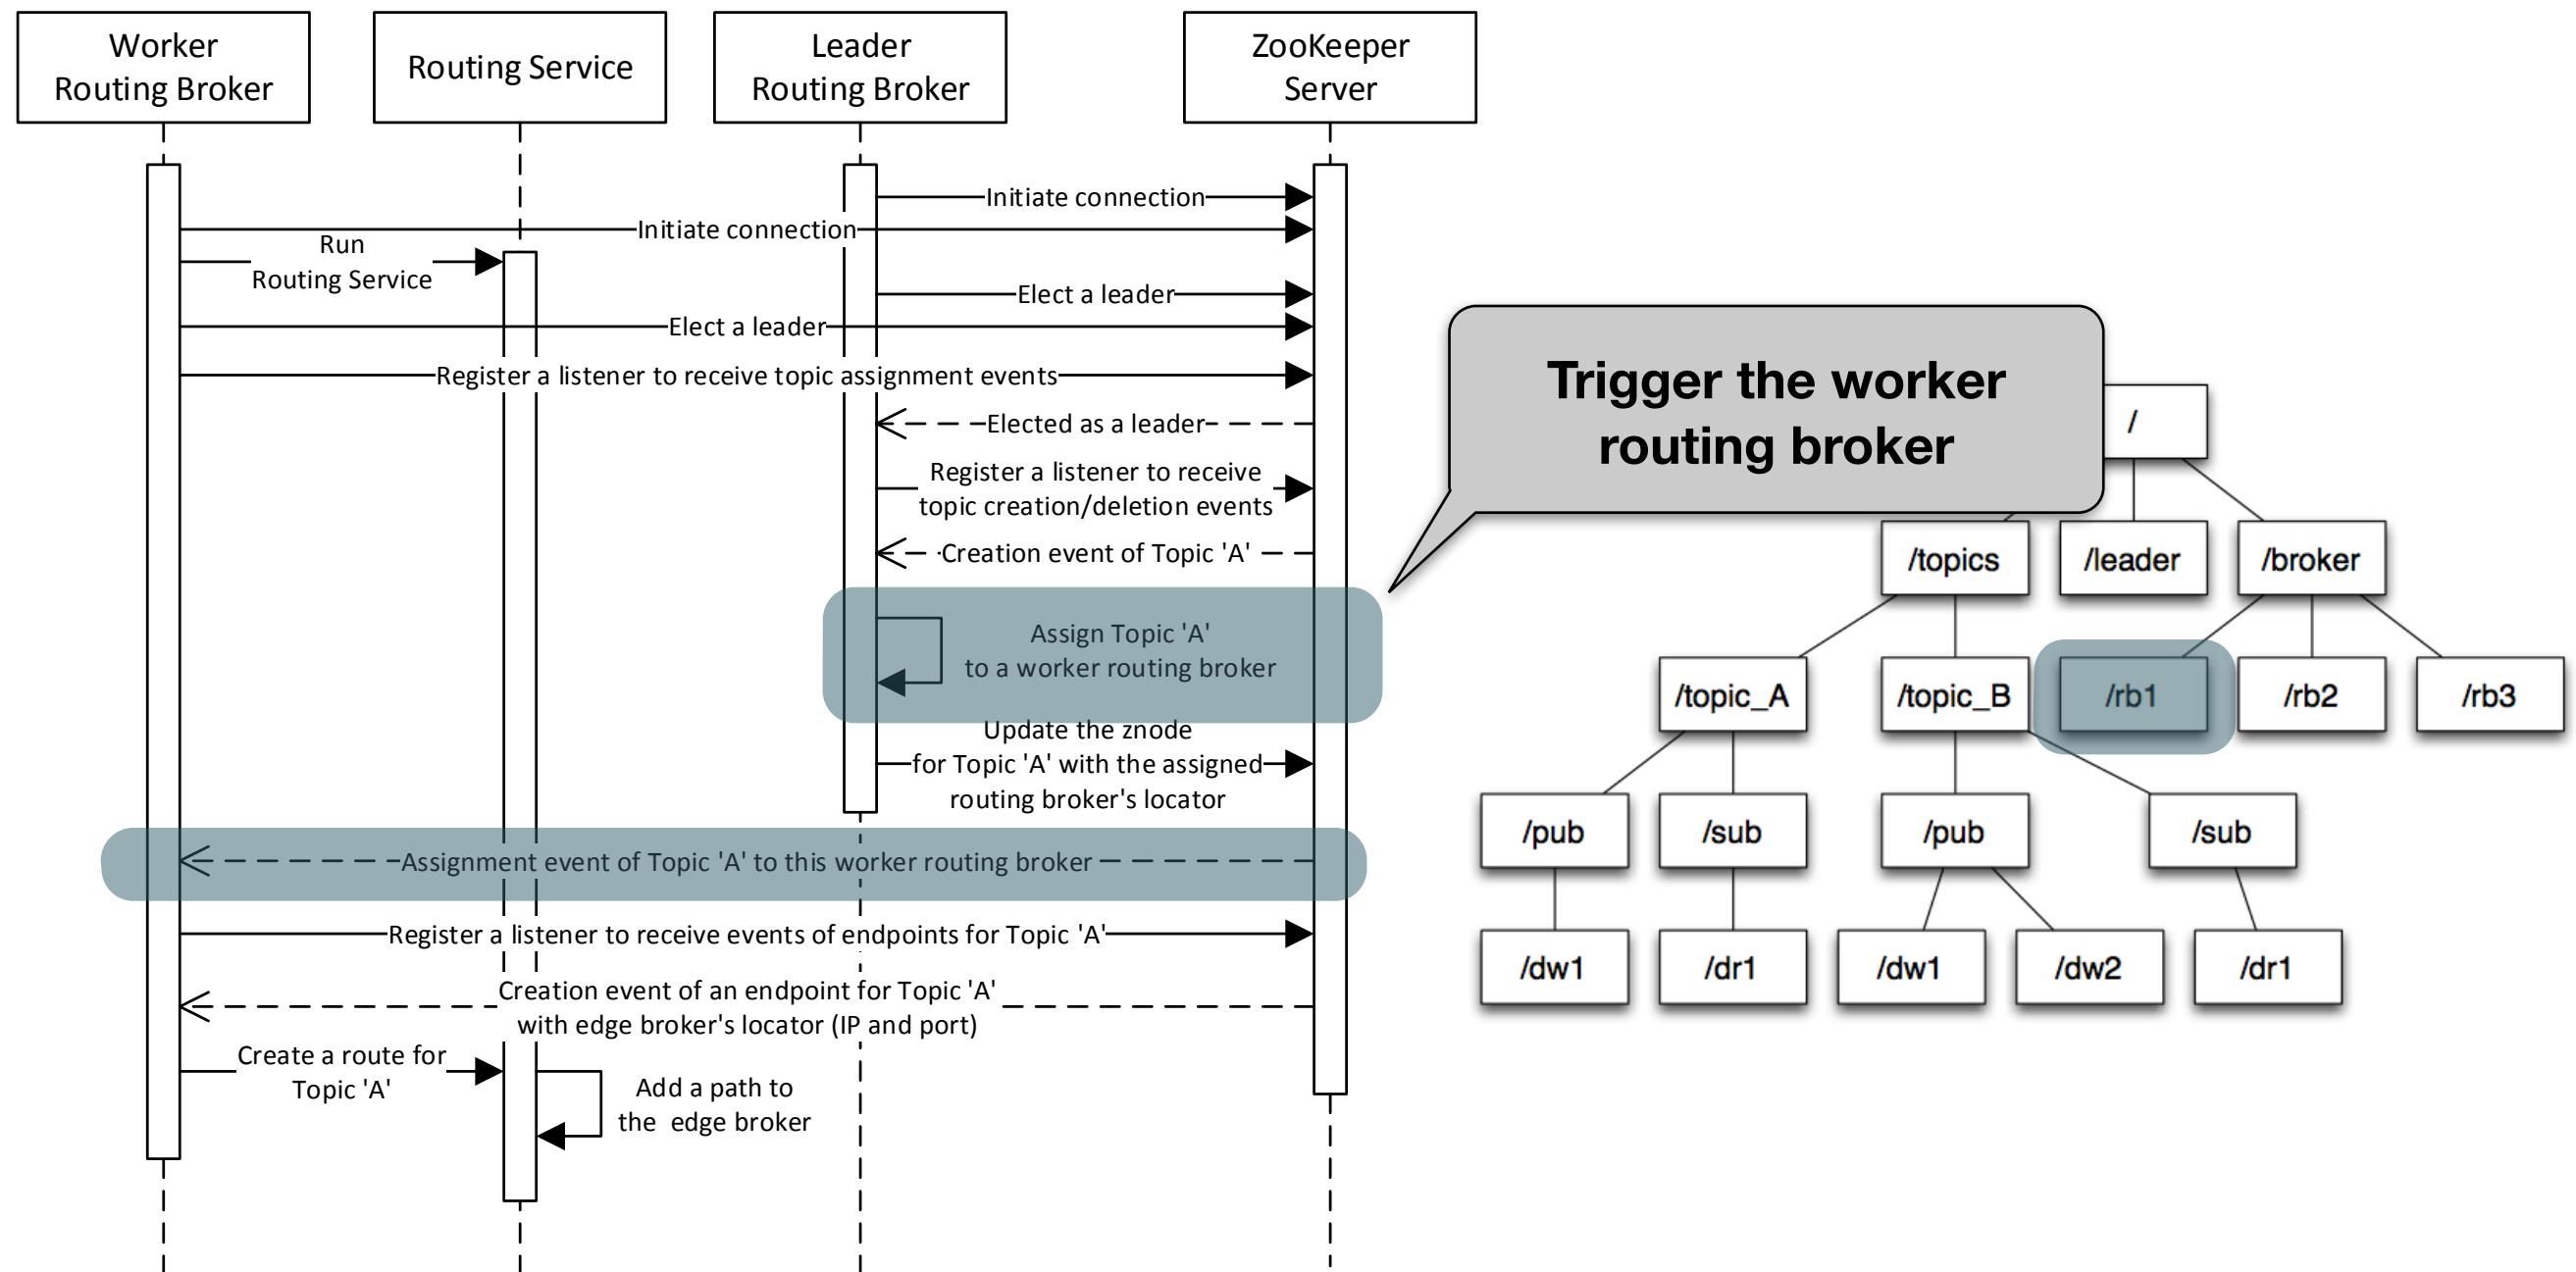 Worker
Routing Broker
Routing Service
Leader
Routing Broker
ZooKeeper
Server
Initiate connection
Initiate connection
Run
Routing Service
Elect a leader
Elect a leader
Register a listener to receive topic assignment events
Elected as a leader
Register a listener to receive
topic creation/deletion events
Creation event of Topic 'A'
Assign Topic 'A'
to a worker routing broker
Update the znode
for Topic 'A' with the assigned
routing broker's locator
Assignment event of Topic 'A' to this worker routing broker
Register a listener to receive events of endpoints for Topic 'A'
Creation event of an endpoint for Topic 'A'
with edge broker's locator (IP and port)
Create a route for
Topic 'A'
Add a path to
the edge broker
Trigger the worker
routing broker
/
/topics
/leader
/broker
/topic_A
/topic_B
/rb1
/rb2
/rb3
/pub
/sub
/pub
/sub
/dw1
/dr1
/dw1
/dw2
/dr1